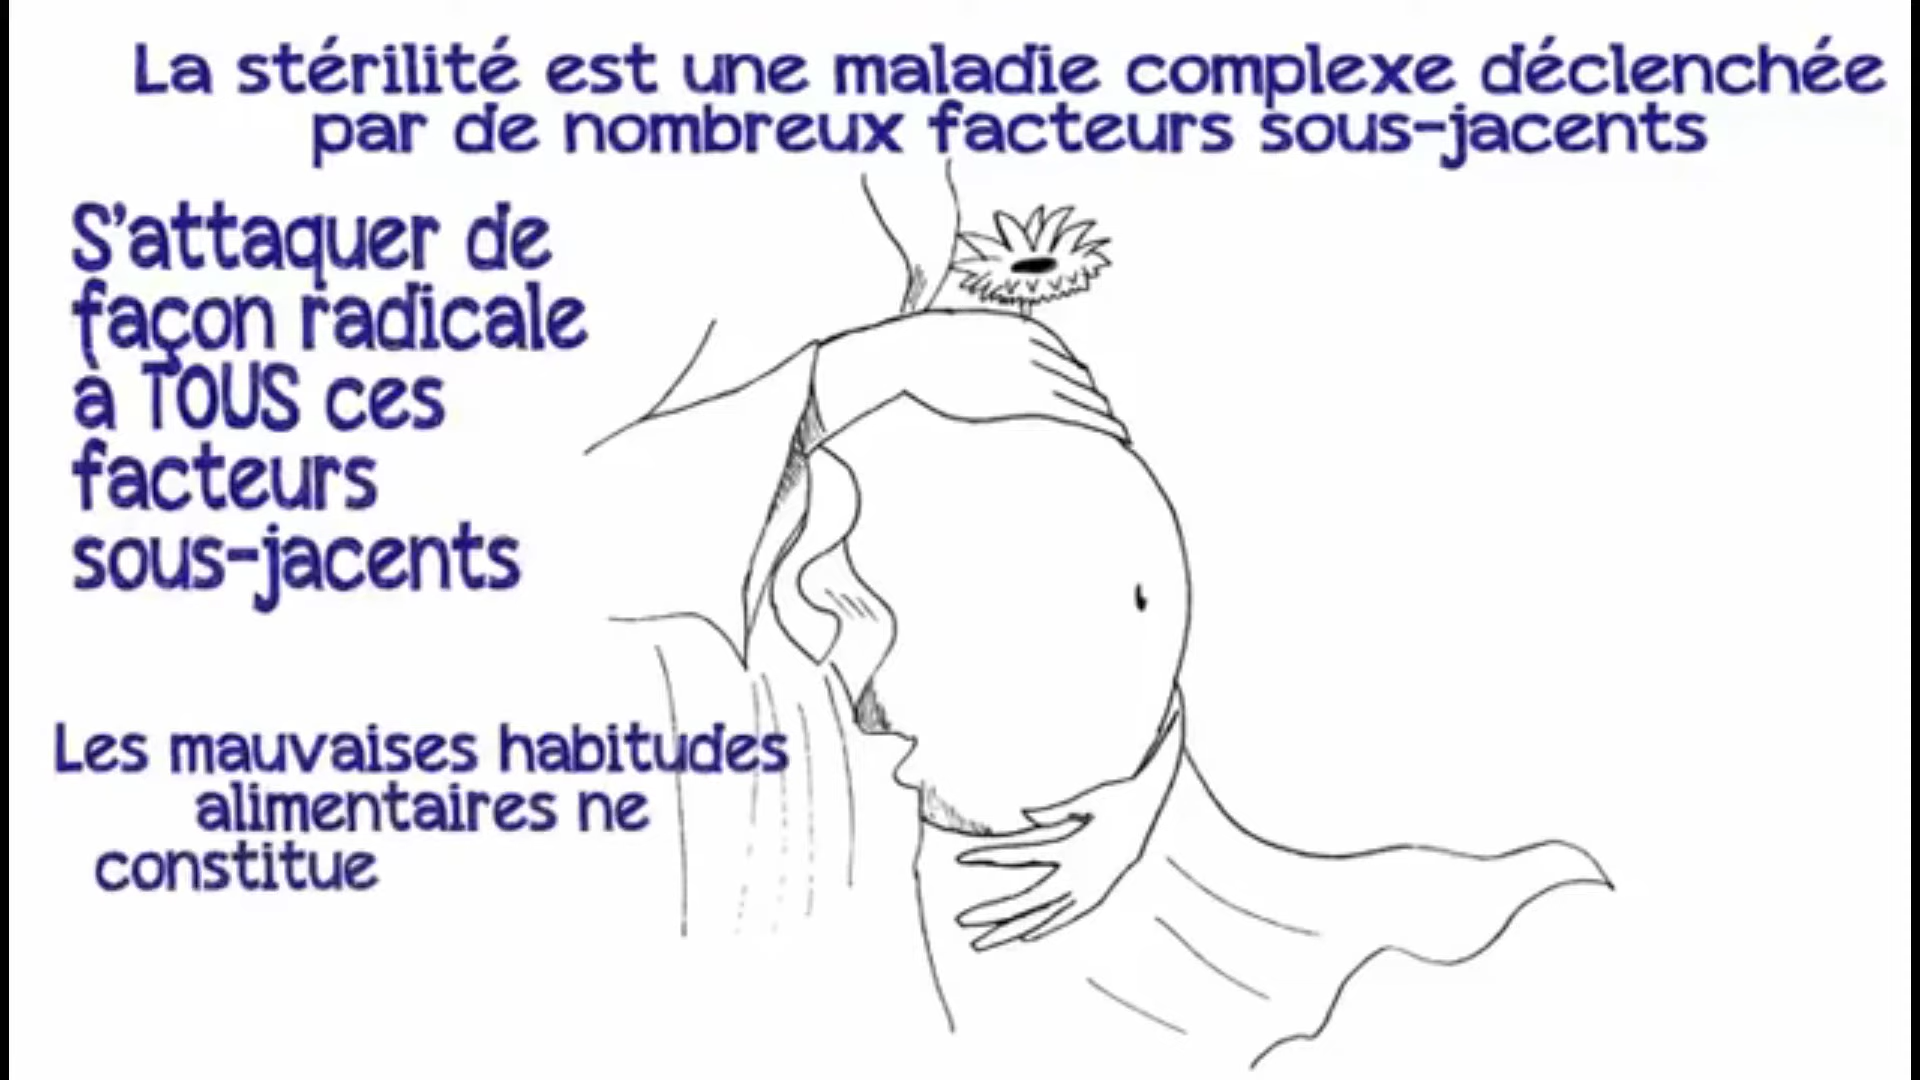 La stérilité est une maladie complexe déclenchée
par de nombreux facteurs sous-jacents
S'attaquer de
façon radicale
à TOUS ces
facteurs
sous-jacents
Les mauvaises habitudes
alimentaires ne
constitue